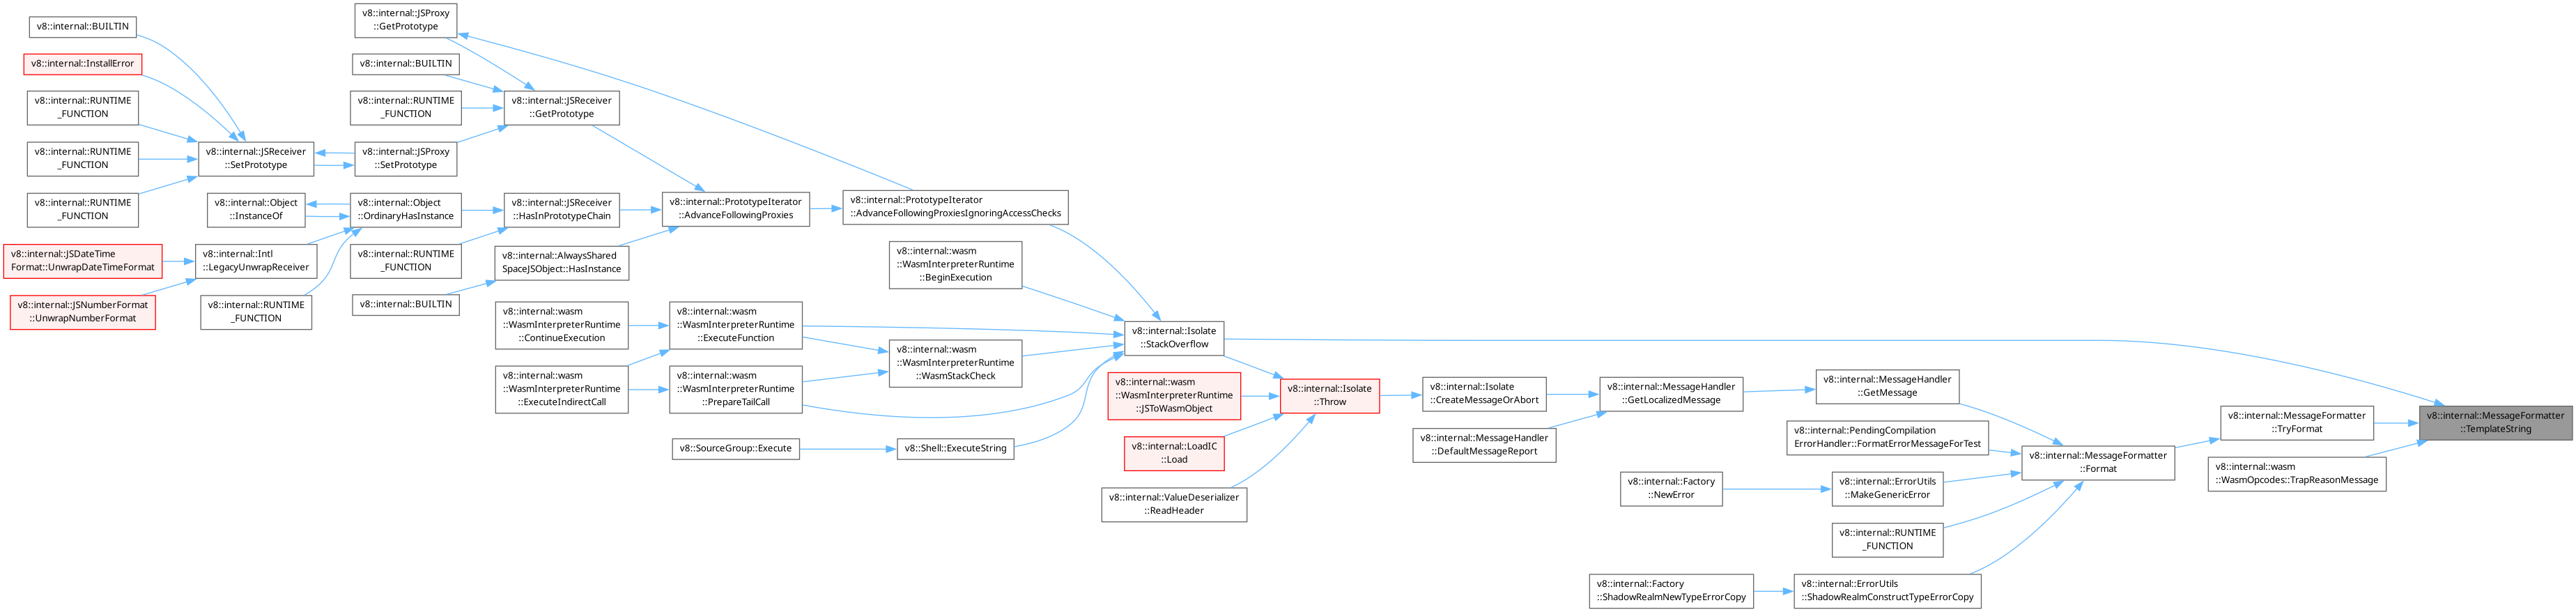 v8::internal::BUILTIN
v8::internal::InstallError
v8::internal::RUNTIME
_FUNCTION
v8::internal::RUNTIME
_FUNCTION
v8::internal::RUNTIME
_FUNCTION
v8::internal::JSReceiver
::SetPrototype
v8::internal::Object
::InstanceOf
v8::internal::JSDateTime
Format::UnwrapDateTimeFormat
v8::internal::JSNumberFormat
::UnwrapNumberFormat
v8::internal::Intl
::LegacyUnwrapReceiver
v8::internal::RUNTIME
_FUNCTION
v8::internal::JSProxy
::GetPrototype
v8::internal::BUILTIN
v8::internal::RUNTIME
_FUNCTION
v8::internal::JSProxy
::SetPrototype
v8::internal::Object
::OrdinaryHasInstance
v8::internal::RUNTIME
_FUNCTION
v8::internal::BUILTIN
v8::internal::JSReceiver
::GetPrototype
v8::internal::JSReceiver
::HasInPrototypeChain
v8::internal::AlwaysShared
SpaceJSObject::HasInstance
v8::internal::wasm
::WasmInterpreterRuntime
::ContinueExecution
v8::internal::wasm
::WasmInterpreterRuntime
::ExecuteIndirectCall
v8::internal::PrototypeIterator
::AdvanceFollowingProxies
v8::internal::wasm
::WasmInterpreterRuntime
::ExecuteFunction
v8::internal::wasm
::WasmInterpreterRuntime
::PrepareTailCall
v8::SourceGroup::Execute
v8::internal::PrototypeIterator
::AdvanceFollowingProxiesIgnoringAccessChecks
v8::internal::wasm
::WasmInterpreterRuntime
::BeginExecution
v8::internal::wasm
::WasmInterpreterRuntime
::WasmStackCheck
v8::Shell::ExecuteString
v8::internal::Isolate
::StackOverflow
v8::internal::wasm
::WasmInterpreterRuntime
::JSToWasmObject
v8::internal::LoadIC
::Load
v8::internal::ValueDeserializer
::ReadHeader
v8::internal::Isolate
::Throw
v8::internal::Isolate
::CreateMessageOrAbort
v8::internal::MessageHandler
::DefaultMessageReport
v8::internal::MessageHandler
::GetLocalizedMessage
v8::internal::Factory
::NewError
v8::internal::Factory
::ShadowRealmNewTypeErrorCopy
v8::internal::MessageHandler
::GetMessage
v8::internal::PendingCompilation
ErrorHandler::FormatErrorMessageForTest
v8::internal::ErrorUtils
::MakeGenericError
v8::internal::RUNTIME
_FUNCTION
v8::internal::ErrorUtils
::ShadowRealmConstructTypeErrorCopy
v8::internal::MessageFormatter
::Format
v8::internal::MessageFormatter
::TryFormat
v8::internal::wasm
::WasmOpcodes::TrapReasonMessage
v8::internal::MessageFormatter
::TemplateString